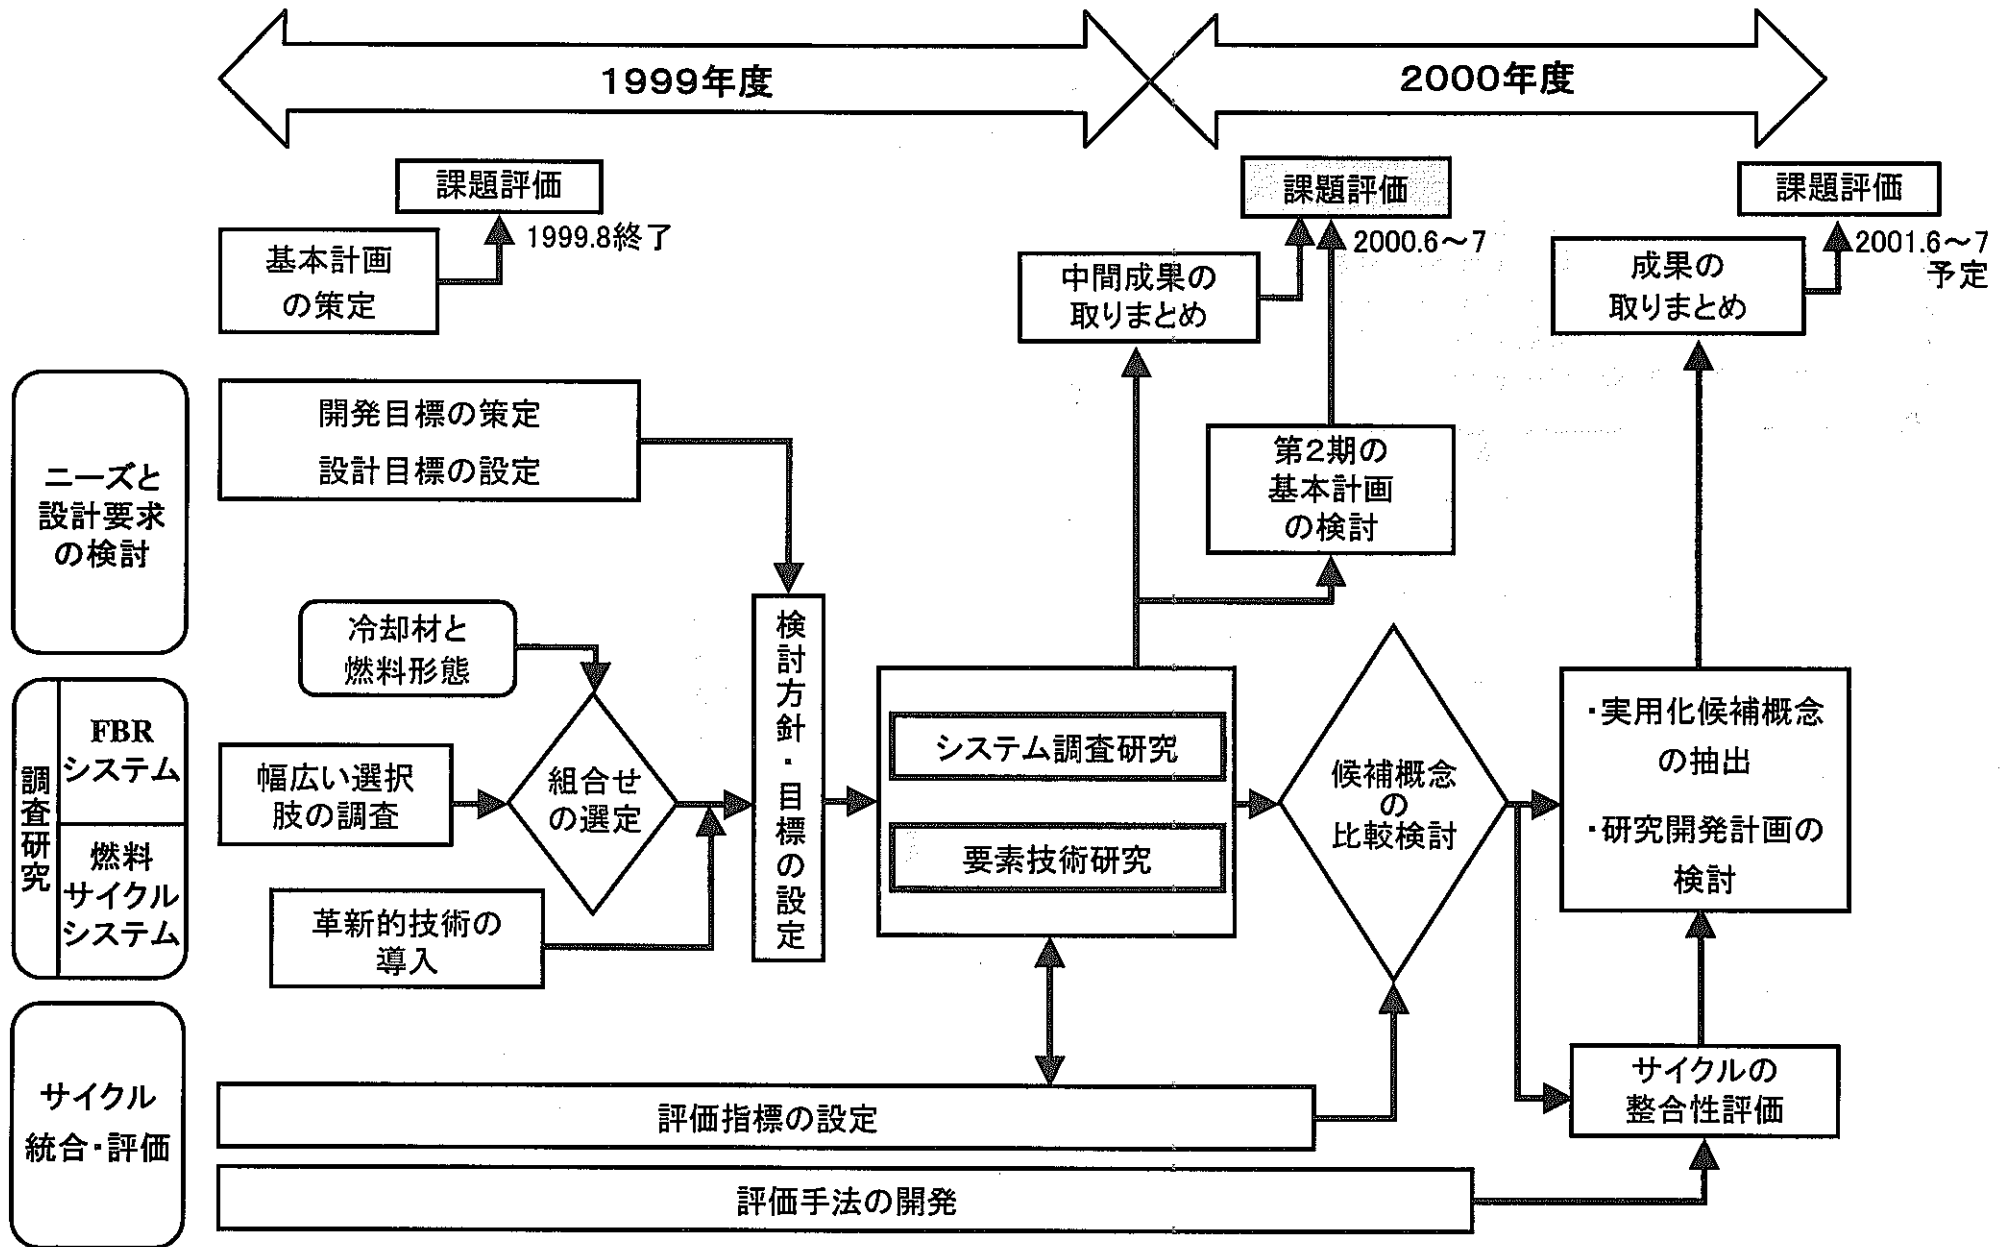 1999年度
2000年度
課題評価
1999.8終了
基本計画
の策定
課題評価
2000.6～7
中間成果の
取りまとめ
課題評価
2001.6～7
予定
成果の
取りまとめ
ニーズと
設計要求
の検討
開発目標の策定
設計目標の設定
第2期の
基本計画
の検討
調査研究
FBR
システム
燃料
サイクル
システム
冷却材と
燃料形態
幅広い選択
肢の調査
組合せ
の選定
革新的技術の
導入
検討方針・目標の設定
システム調査研究
要素技術研究
候補概念
の
比較検討
・実用化候補概念
の抽出
・研究開発計画の
検討
サイクル
統合・評価
評価指標の設定
評価手法の開発
サイクルの
整合性評価